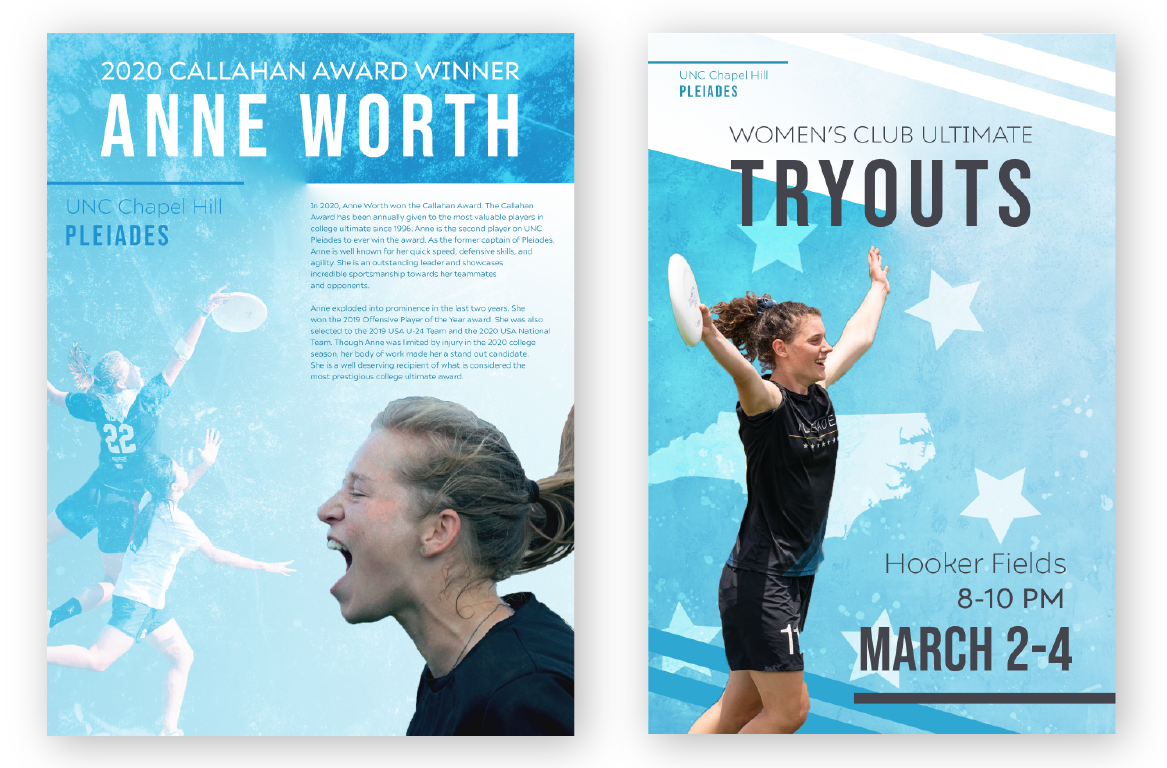 2020 CALLAHAN AWARD WINNER
ANNE WORTH
UNC Chapel Hill
PLEIADES
In 2020, Anne Worth won the Callahan Award. The Callahan
Award has been annually given to the most valuable players in
college ultimate since 1996. Anne is the second player on UNC
Pleiades to ever win the award. As the former captain of Pleiades,
Anne is well known for her quick speed, defensive skills, and
agility. She is an outstanding leader and showcases
incredible sportsmanship towards her teammates
and opponents.
Anne exploded into prominence in the last two years. She
won the 2019 Offensive Player of the Year award. She was also
selected to the 2019 USA U-24 Team and the 2020 USA National
Team. Though Anne was limited by injury in the 2020 college
season, her body of work made her a stand out candidate.
She is a well deserving recipient of what is considered the
most prestigious college ultimate award.
22
UNC Chapel Hill
PLEIADES
WOMEN'S CLUB ULTIMATE
TRYOUTS
11
Hooker Fields
8-10 PM
MARCH 2-4